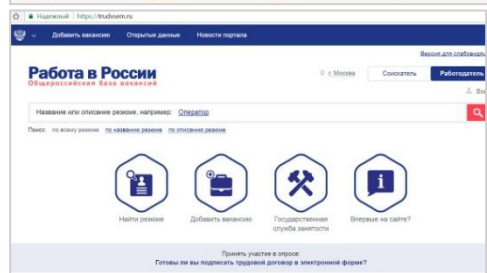 Надежный | https://trudvsem.ru
Добавить вакансию Открытые данные Новости портала
Версия для слабовидящ
Работа в России
Общероссийская база вакансий
г. Москва Соискатель Работодатель
Название или описание резюме, например: Оператор
Поиск: по всему резюме по названию резюме по описанию резюме
Найти резюме Добавить вакансию Государственная служба занятости Впервые на сайте?
Принять участие в опросе:
Готовы ли вы подписать трудовой договор в электронной форме?